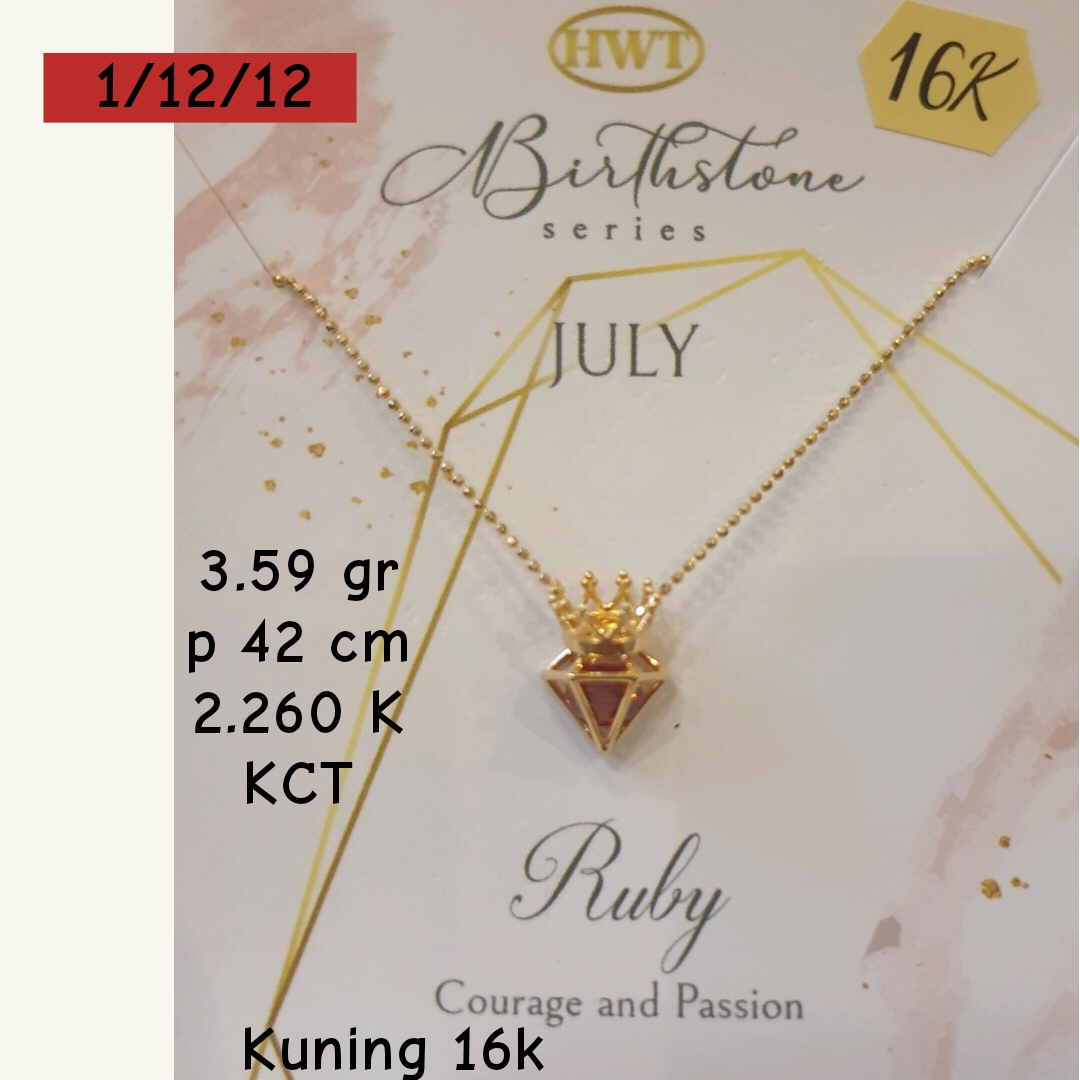 1/12/12
HWT
16K
Birthstone
series
JULY
3.59 gr
p 42 cm
2.260 K
KCT
Ruby
Courage and Passion
Kuning 16k